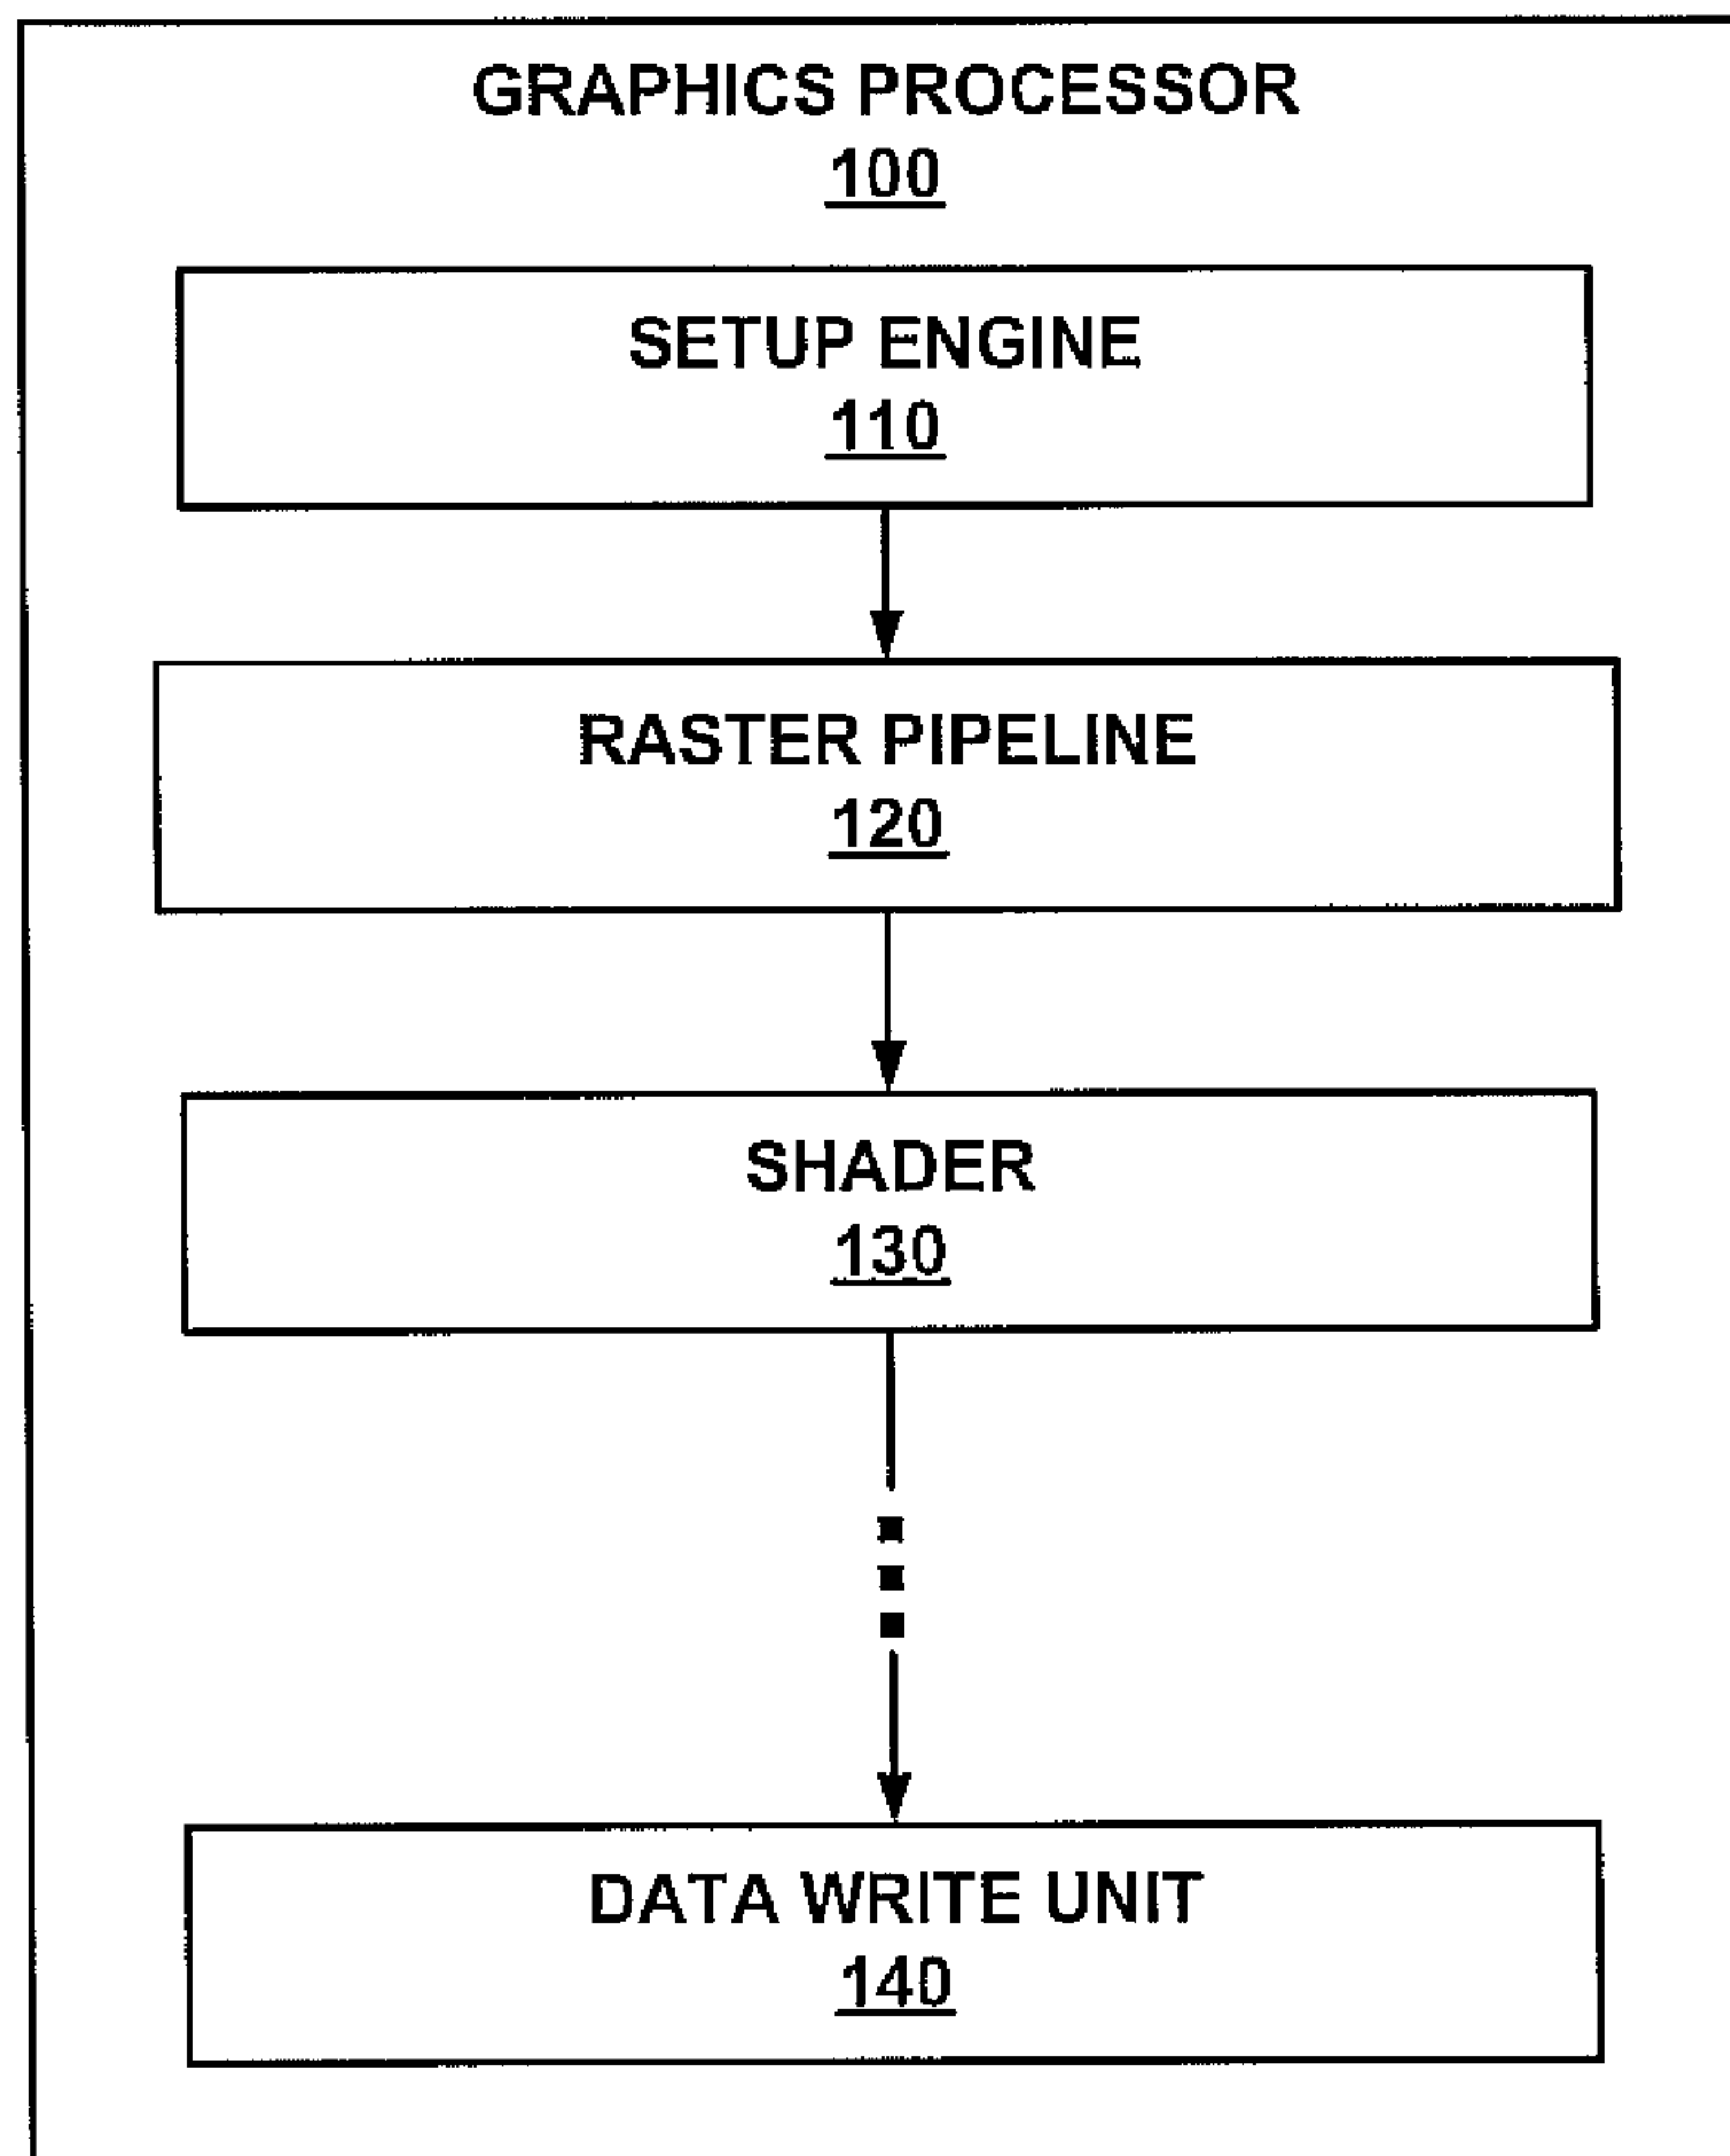 GRAPHICS PROCESSOR
100
SETUP ENGINE
110
RASTER PIPELINE
120
SHADER
130
DATA WRITE UNIT
140